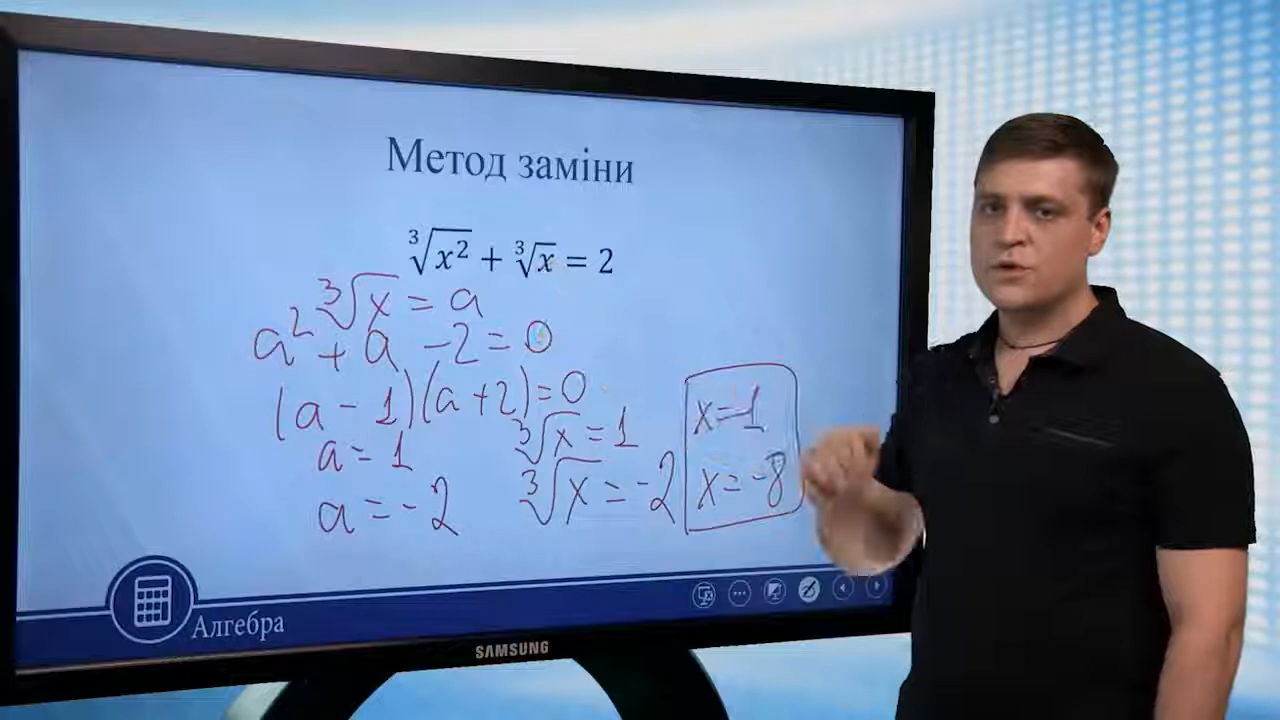 Метод заміни
∛x² + ∛x = 2
∛x = a
a² + a - 2 = 0
(a - 1)(a + 2) = 0
a = 1 ∛x = 1 x = 1
a = -2 ∛x = -2 x = -8
Алгебра
SAMSUNG